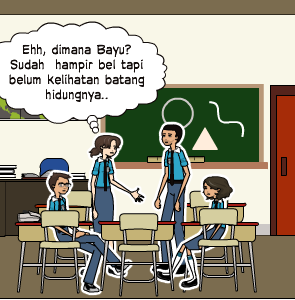 Ehh, dimana Bayu?
Sudah hampir bel tapi
belum kelihatan batang
hidungnya..